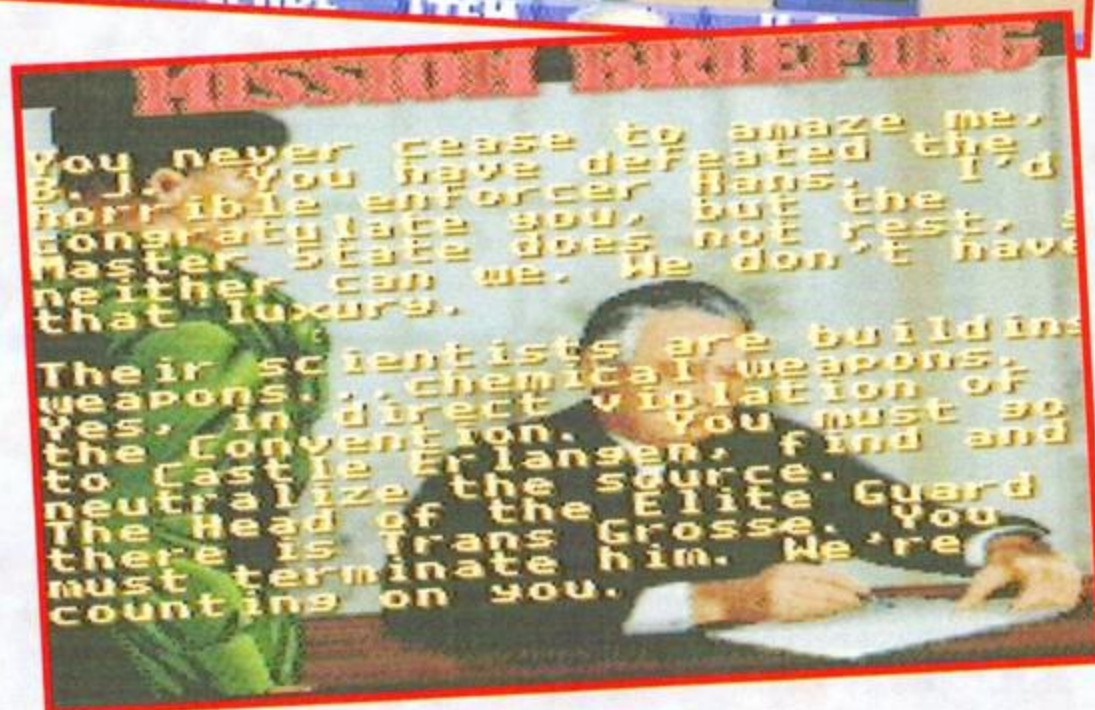 MISSION BRIEFING
You never cease to amaze me,
B.J. You have defeated the
horrible enforcer Hans. I'd
congratulate you, but the
Master State does not rest, s
neither can we. We don't have
that luxury.
Their scientists are building
weapons...chemical weapons.
Yes, in direct violation of
the Convention. You must go
to Castle Erlangen, find and
neutralize the source.
The Head of the Elite Guard
there is Trans Grosse. You
must terminate him. We're
counting on you.